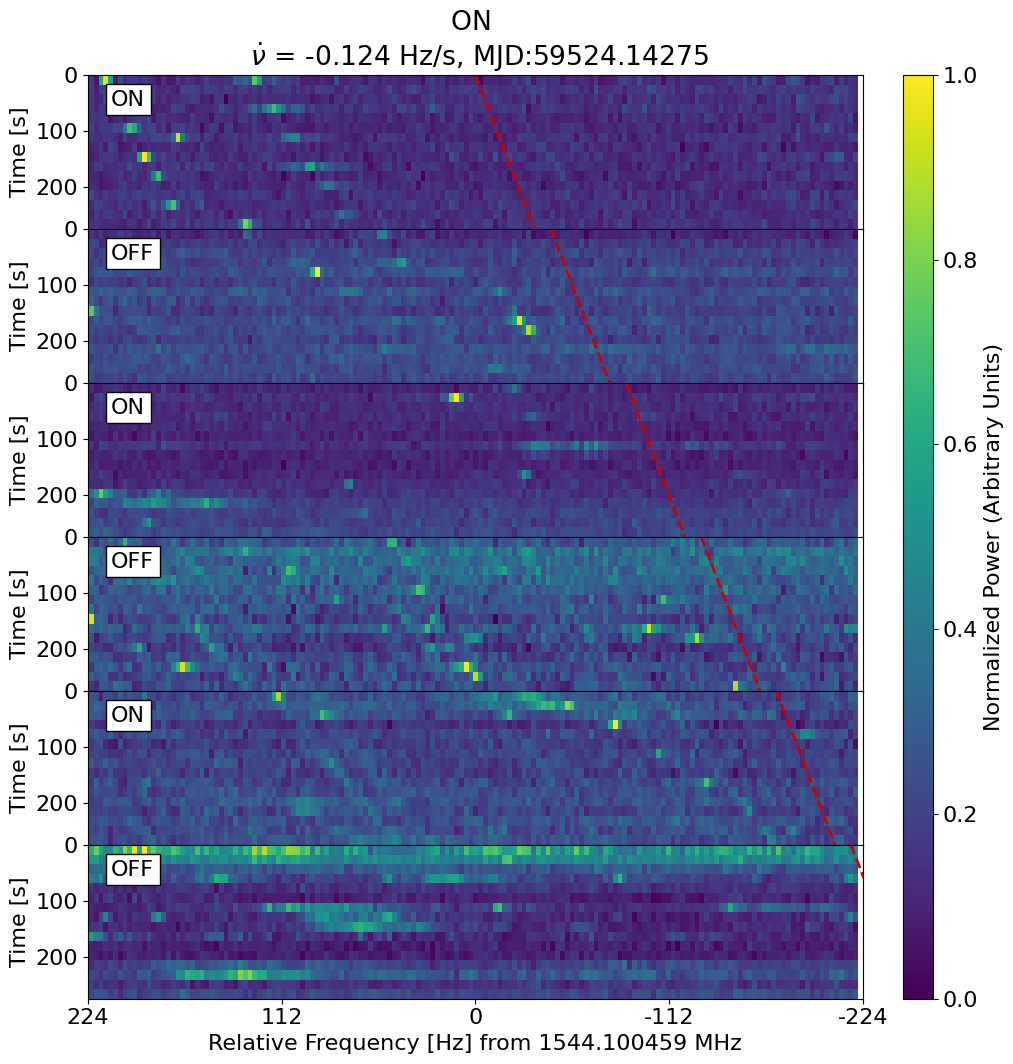 ON
ν̇ = -0.124 Hz/s, MJD:59524.14275
0
100
200
Time [s]
ON
0
100
200
Time [s]
OFF
0
100
200
Time [s]
ON
0
100
200
Time [s]
OFF
0
100
200
Time [s]
ON
0
100
200
Time [s]
OFF
224 112 0 -112 -224
Relative Frequency [Hz] from 1544.100459 MHz
1.0
0.8
0.6
0.4
0.2
0.0
Normalized Power (Arbitrary Units)